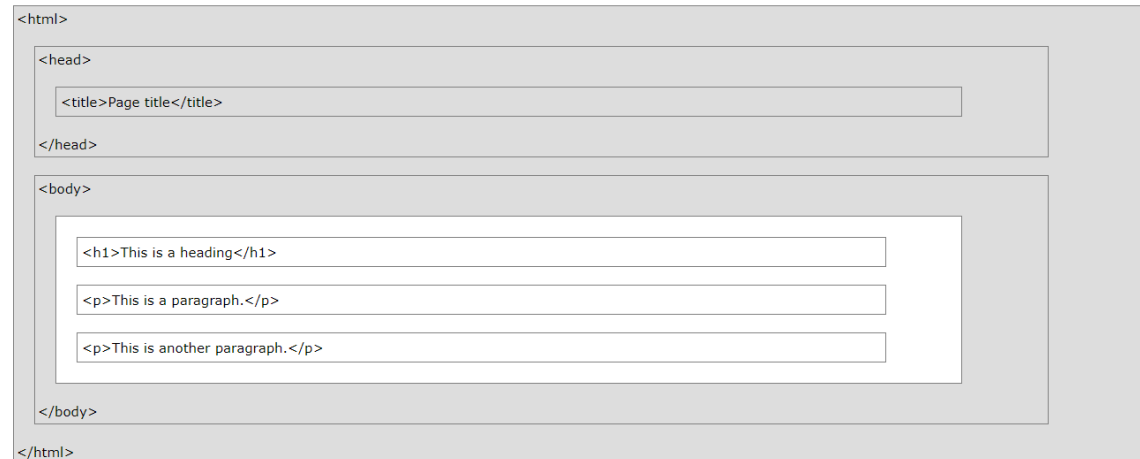 <html>
<head>
<title>Page title</title>
</head>
<body>
<h1>This is a heading</h1>
<p>This is a paragraph.</p>
<p>This is another paragraph.</p>
</body>
</html>